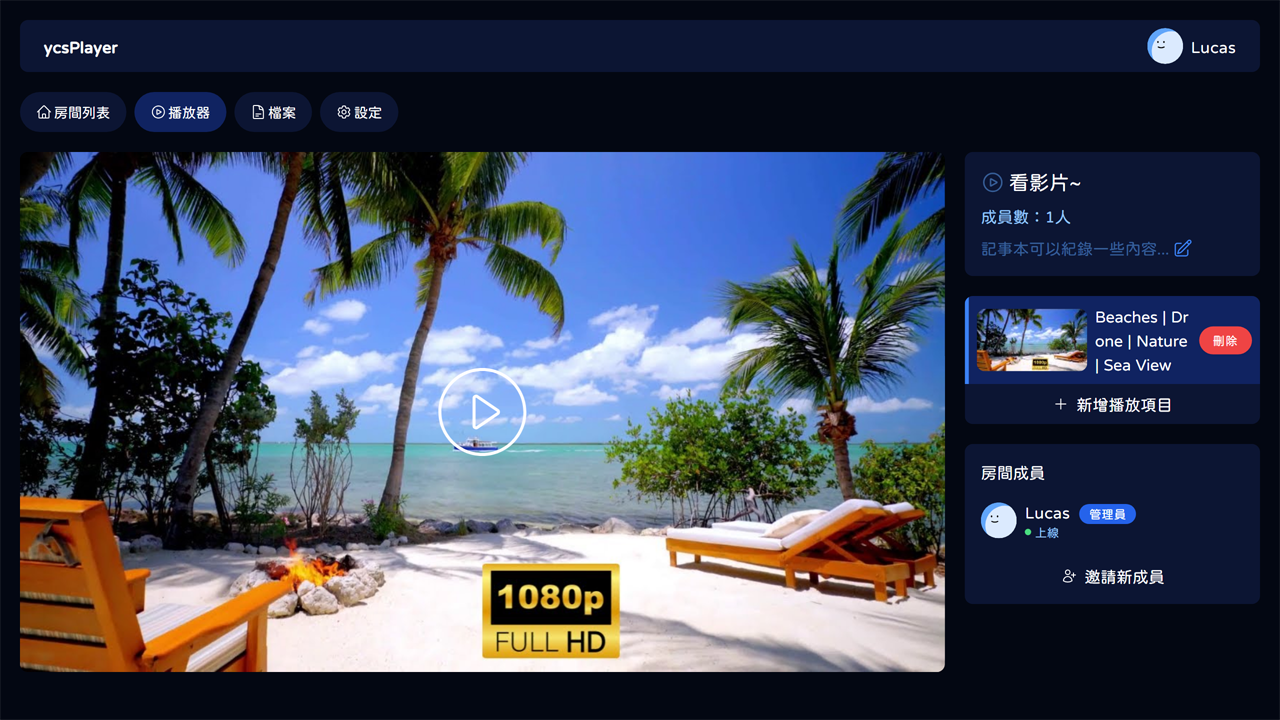 ycsPlayer
Lucas
房間列表
播放器
檔案
設定
1080p
FULL HD
看影片~
成員數：1人
記事本可以紀錄一些內容...
Beaches | Dr
one | Nature
| Sea View
刪除
新增播放項目
房間成員
Lucas 管理員
上線
邀請新成員